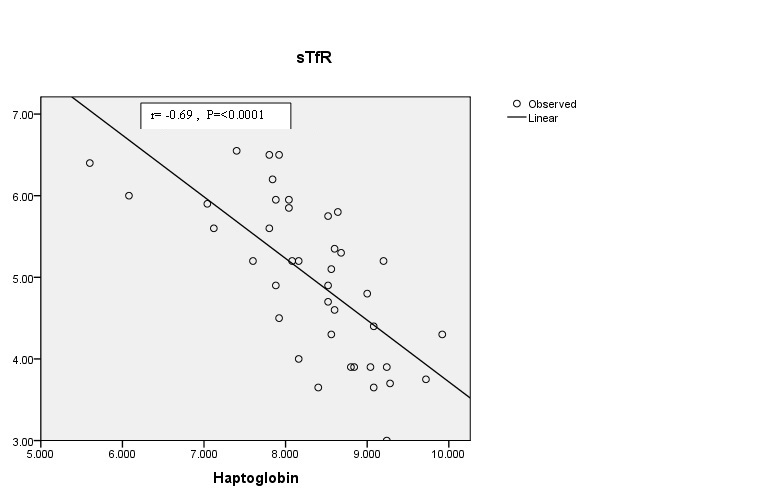 sTfR
r= -0.69 , P=<0.0001
Observed
Linear
7.00
6.00
5.00
4.00
3.00
5.000 6.000 7.000 8.000 9.000 10.000
Haptoglobin